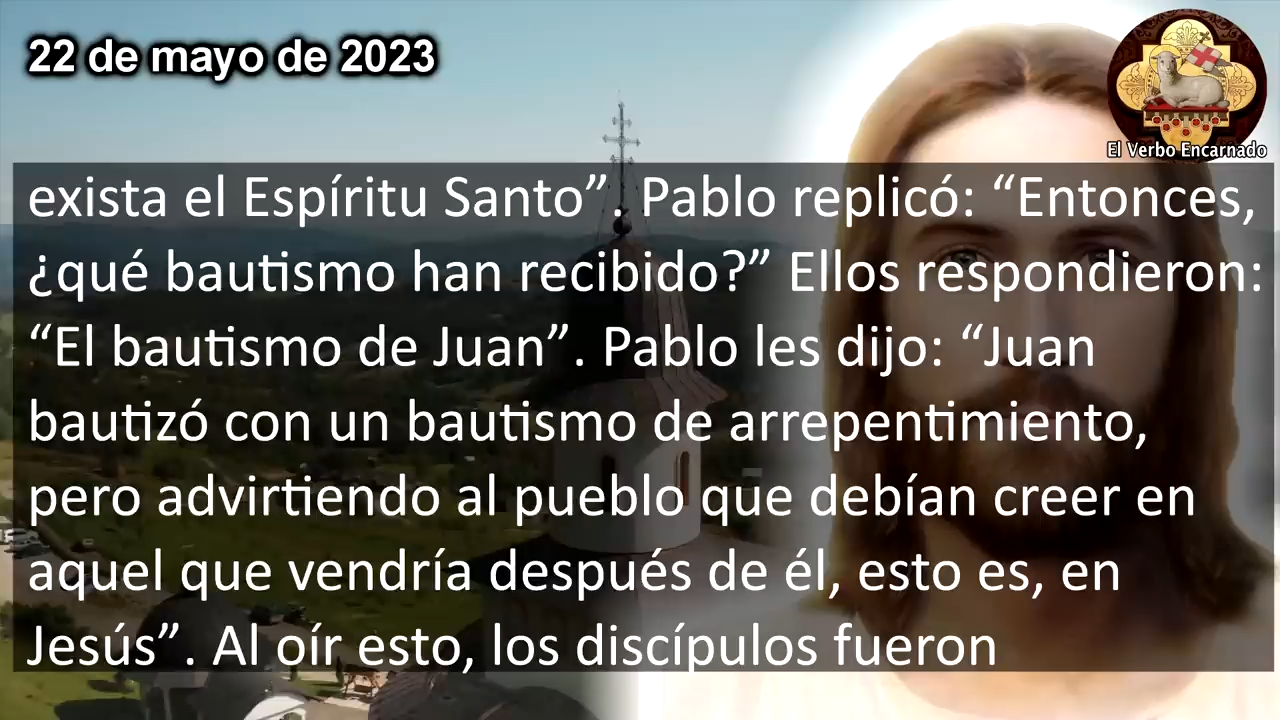 22 de mayo de 2023
El Verbo Encarnado
exista el Espíritu Santo”. Pablo replicó: “Entonces,
¿qué bautismo han recibido?” Ellos respondieron:
“El bautismo de Juan”. Pablo les dijo: “Juan
bautizó con un bautismo de arrepentimiento,
pero advirtiendo al pueblo que debían creer en
aquel que vendría después de él, esto es, en
Jesús”. Al oír esto, los discípulos fueron